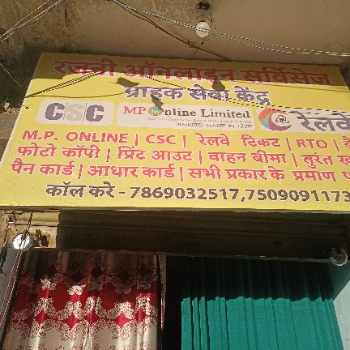 ऑनलाइन सर्विसेज
ग्राहक सेवा केंद्र
CSC MP Online Limited रेलवे
M.P. ONLINE | CSC | रेलवे टिकट | RTO |
फोटो कॉपी | प्रिंट आउट | वाहन बीमा | तुरंत
पैन कार्ड | आधार कार्ड | सभी प्रकार के प्रमाण
कॉल करे - 7869032517,7509091173